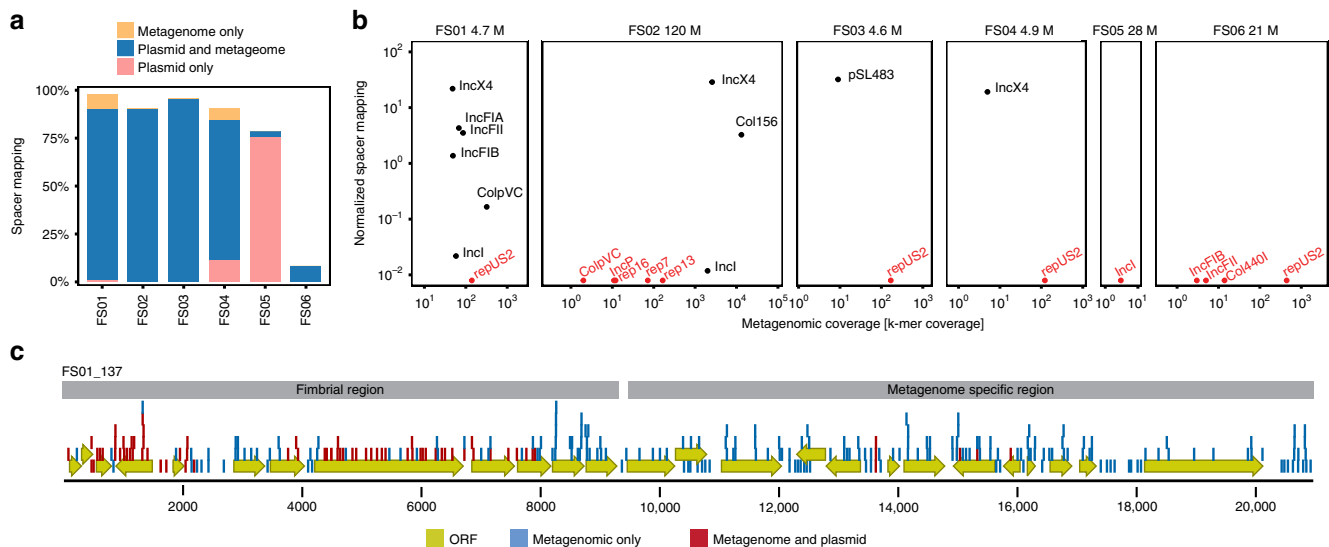 a
Metagenome only
Plasmid and metageome
Plasmid only
Spacer mapping
100%
75%
50%
25%
0%
FS01
FS02
FS03
FS04
FS05
FS06
b
Normalized spacer mapping
10²
10¹
10⁰
10⁻¹
10⁻²
FS01 4.7 M
IncX4
IncFIA
IncFII
IncFIB
ColpVC
IncI
repUS2
10¹ 10² 10³
FS02 120 M
IncX4
Col156
IncI
ColpVC
IncP
rep16
rep7
rep13
10⁰ 10¹ 10² 10³ 10⁴ 10⁵
FS03 4.6 M
pSL483
repUS2
10⁰ 10¹ 10² 10³
FS04 4.9 M
IncX4
repUS2
10⁰ 10¹ 10² 10³
FS05 28 M
IncI
10⁰ 10¹
FS06 21 M
IncFIB
IncFII
Col440I
repUS2
10⁰ 10¹ 10² 10³
Metagenomic coverage [k-mer coverage]
c
FS01_137
Fimbrial region
Metagenome specific region
2000 4000 6000 8000 10,000 12,000 14,000 16,000 18,000 20,000
ORF
Metagenomic only
Metagenome and plasmid